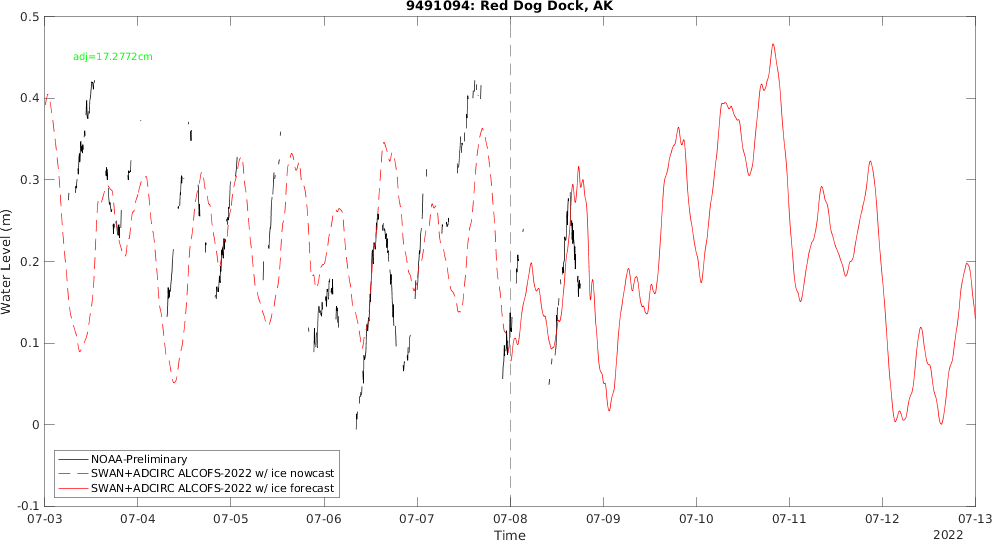 9491094: Red Dog Dock, AK
adj=17.2772cm
0.5
0.4
0.3
0.2
0.1
0
-0.1
Water Level (m)
NOAA-Preliminary
SWAN+ADCIRC ALCOFS-2022 w/ ice nowcast
SWAN+ADCIRC ALCOFS-2022 w/ ice forecast
07-03 07-04 07-05 07-06 07-07 07-08 07-09 07-10 07-11 07-12 07-13
Time
2022